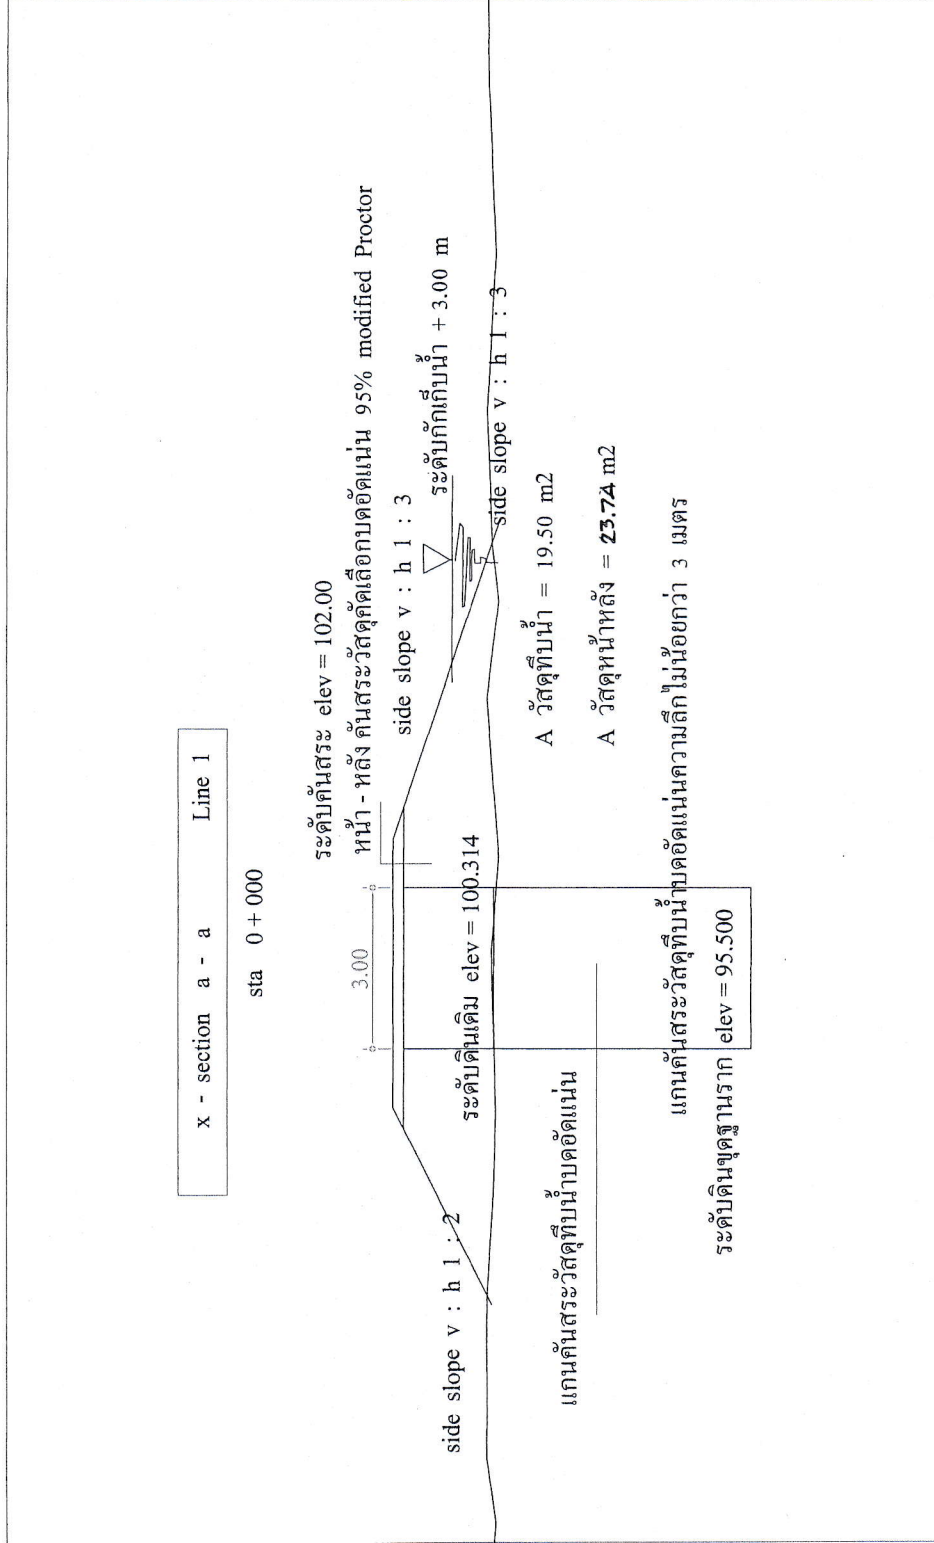 x - section a - a Line 1
sta 0 + 000
ระดับคันสระ elev = 102.00
หน้า - หลัง คันสระวัสดุคัดเลือกบดอัดแน่น 95% modified Proctor
3.00
side slope v : h 1 : 3
ระดับกักเก็บน้ำ + 3.00 m
side slope v : h 1 : 2
ระดับดินเดิม elev = 100.314
side slope v : h 1 : 3
A วัสดุทึบน้ำ = 19.50 m2
แกนคันสระวัสดุทึบน้ำบดอัดแน่น
A วัสดุหน้าหลัง = 23.74 m2
แกนคันสระวัสดุทึบน้ำบดอัดแน่นความลึกไม่น้อยกว่า 3 เมตร
ระดับดินขุดฐานราก elev = 95.500